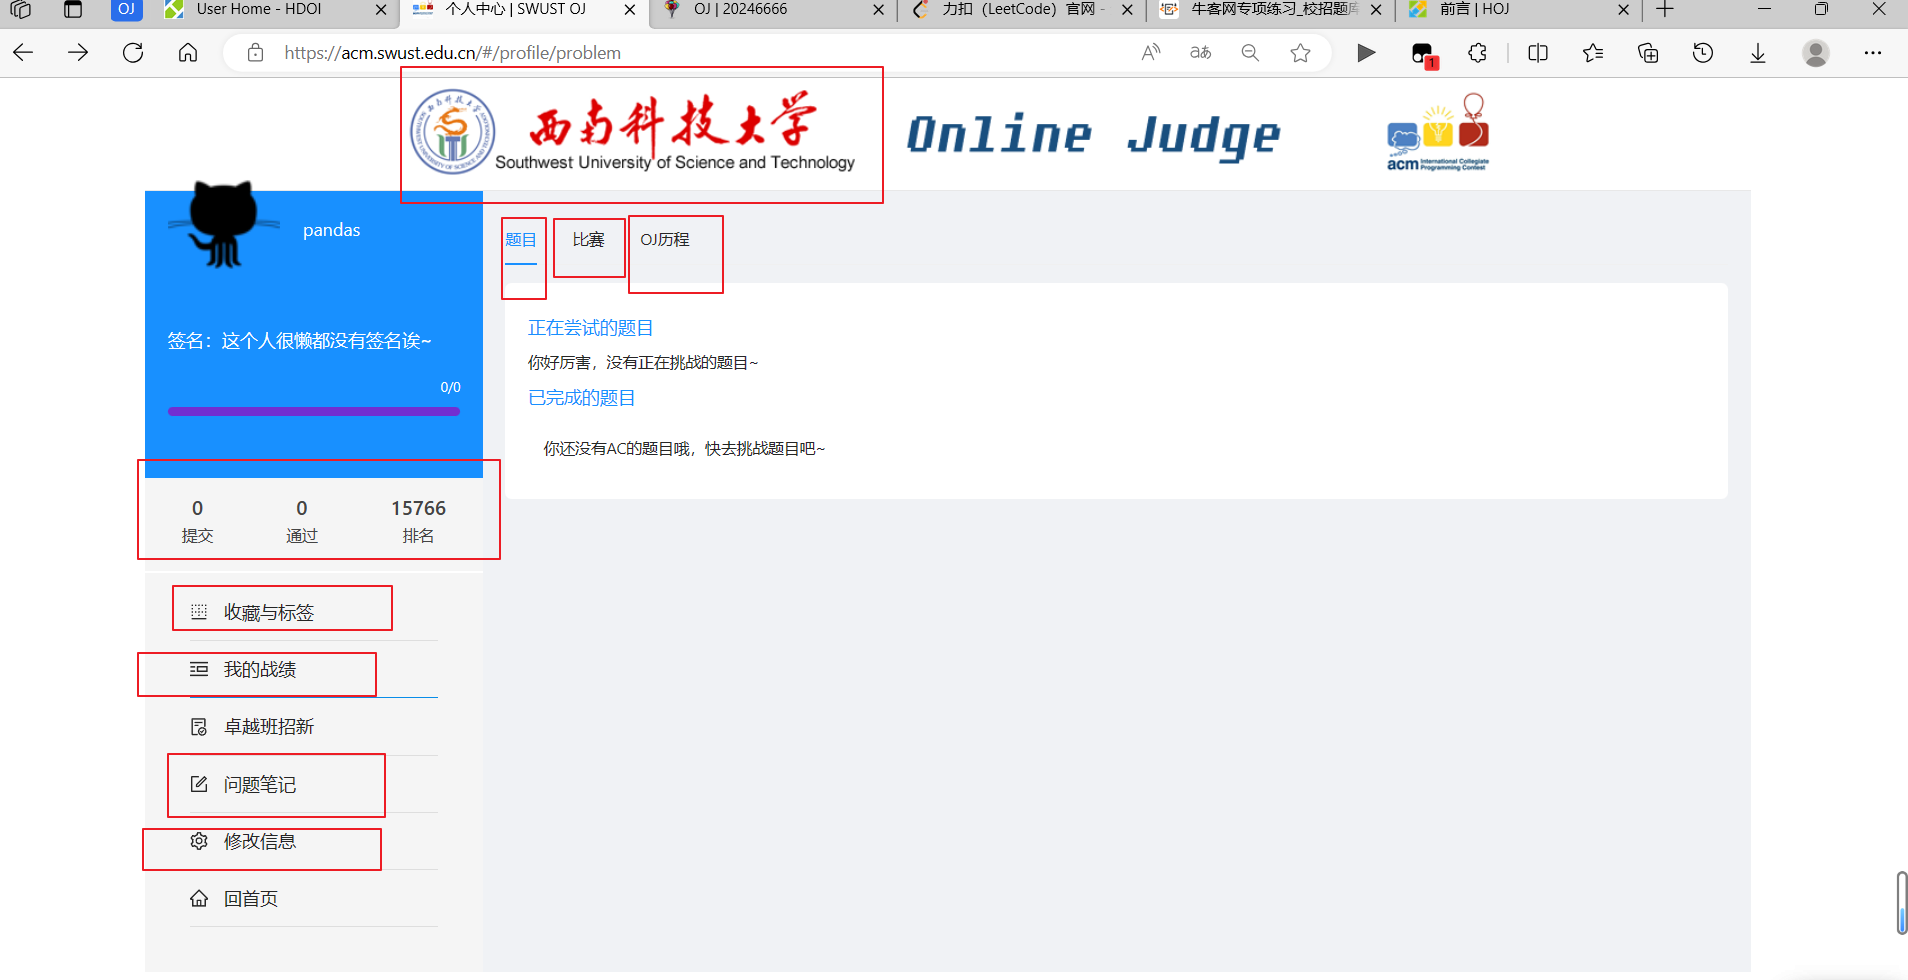 OJ
User Home - HDOI
个人中心 | SWUST OJ
OJ | 20246666
力扣（LeetCode）官网 -
牛客网专项练习_校招题库
前言 | HOJ
https://acm.swust.edu.cn/#/profile/problem
1
西南科技大学
Southwest University of Science and Technology
Online Judge
acm International Collegiate
Programming Contest
pandas
签名：这个人很懒都没有签名诶~
0/0
0
提交
0
通过
15766
排名
收藏与标签
我的战绩
卓越班招新
问题笔记
修改信息
回首页
题目
比赛
OJ历程
正在尝试的题目
你好厉害，没有正在挑战的题目~
已完成的题目
你还没有AC的题目哦，快去挑战题目吧~